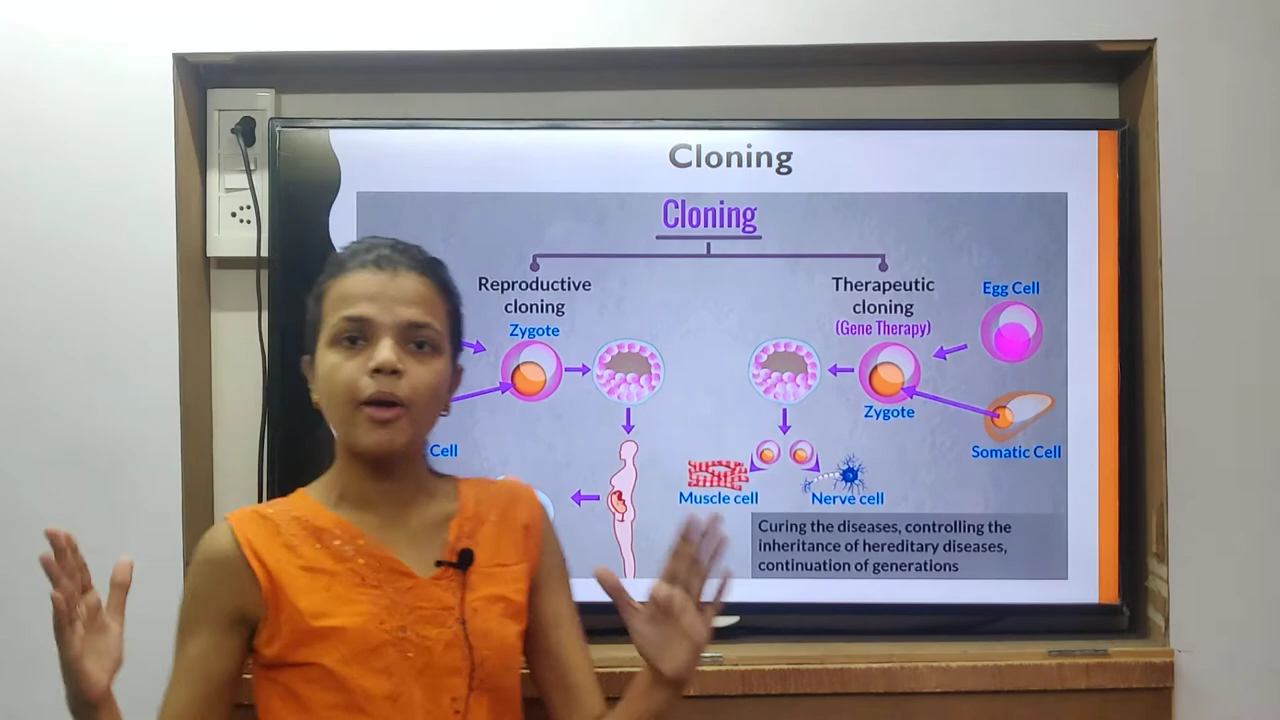 Cloning
Cloning
Reproductive
cloning
Zygote
Cell
Therapeutic
cloning
(Gene Therapy)
Egg Cell
Zygote
Somatic Cell
Muscle cell
Nerve cell
Curing the diseases, controlling the
inheritance of hereditary diseases,
continuation of generations